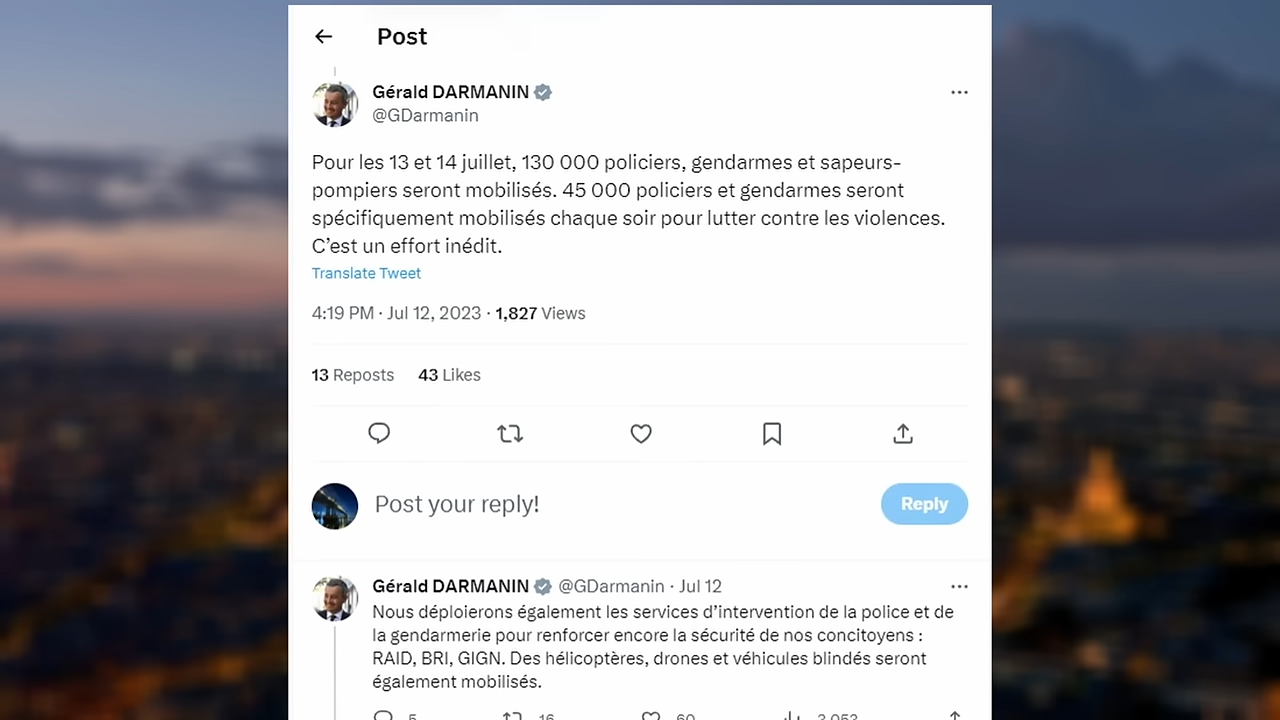 Post
Gérald DARMANIN
@GDarmanin
Pour les 13 et 14 juillet, 130 000 policiers, gendarmes et sapeurs-
pompiers seront mobilisés. 45 000 policiers et gendarmes seront
spécifiquement mobilisés chaque soir pour lutter contre les violences.
C’est un effort inédit.
Translate Tweet
4:19 PM · Jul 12, 2023 · 1,827 Views
13 Reposts 43 Likes
Post your reply!
Reply
Gérald DARMANIN @GDarmanin · Jul 12
Nous déploierons également les services d’intervention de la police et de
la gendarmerie pour renforcer encore la sécurité de nos concitoyens :
RAID, BRI, GIGN. Des hélicoptères, drones et véhicules blindés seront
également mobilisés.
5 16 60 3,053